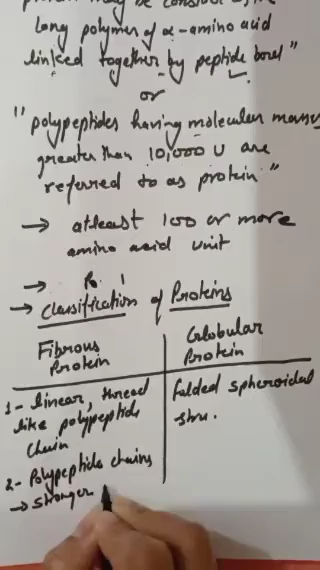 long polymer of α-amino acid
linked together by peptide bond"
or
"polypeptides having molecular mass
greater than 10,000 U are
referred to as protein"
→ atleast 100 or more
amino acid unit
→
→ Classification of Proteins
Fibrous Protein
Globular Protein
1- linear, thread
like polypeptide
chain
folded spheroidal
stru.
2- Polypeptide chains
→ stronger